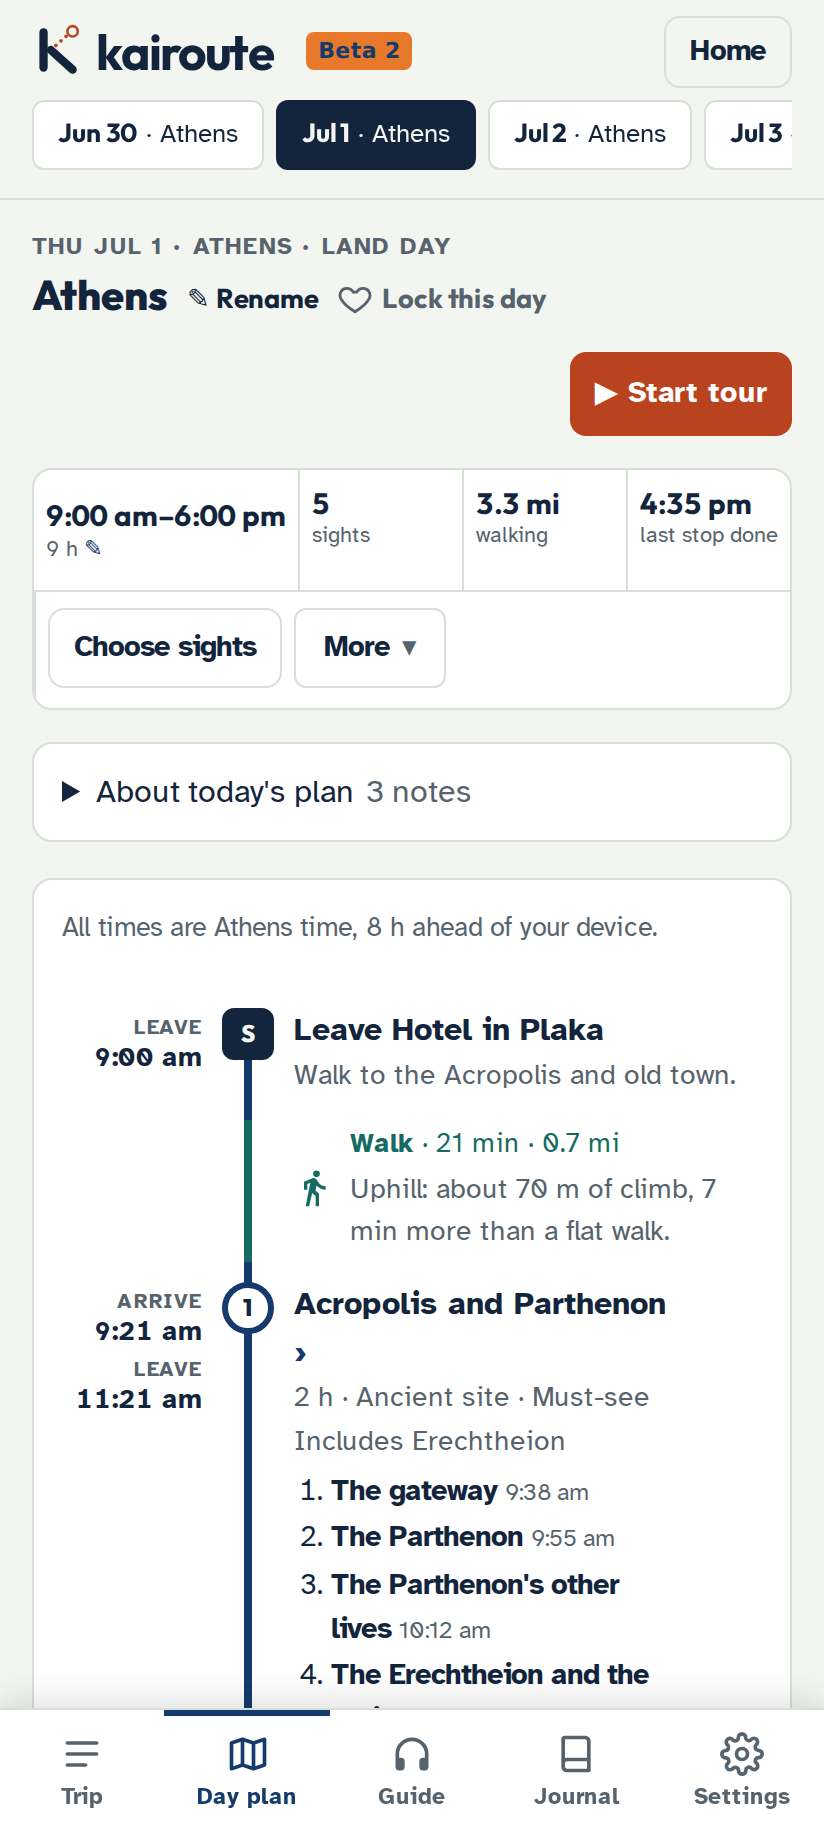 kairoute Beta 2 Home
Jun 30 · Athens Jul 1 · Athens Jul 2 · Athens Jul 3 ·
THU JUL 1 · ATHENS · LAND DAY
Athens ✎ Rename Lock this day
▶ Start tour
9:00 am–6:00 pm 5 3.3 mi 4:35 pm
9 h ✎ sights walking last stop done
Choose sights More ▼
▶ About today's plan 3 notes
All times are Athens time, 8 h ahead of your device.
LEAVE S Leave Hotel in Plaka
9:00 am
Walk to the Acropolis and old town.
Walk · 21 min · 0.7 mi
Uphill: about 70 m of climb, 7
min more than a flat walk.
ARRIVE 1 Acropolis and Parthenon
9:21 am ›
LEAVE
11:21 am 2 h · Ancient site · Must-see
Includes Erechtheion
1. The gateway 9:38 am
2. The Parthenon 9:55 am
3. The Parthenon's other
lives 10:12 am
4. The Erechtheion and the
Trip Day plan Guide Journal Settings